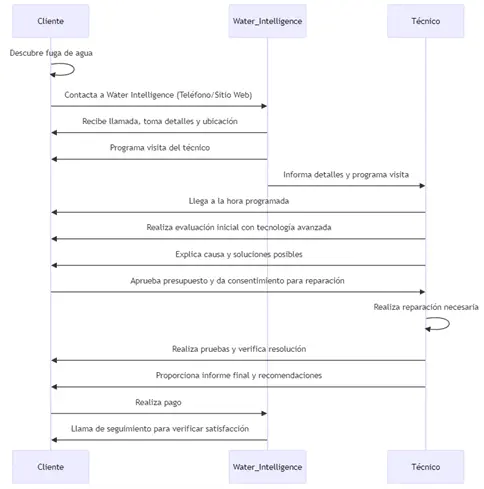 Cliente
Water_Intelligence
Técnico
Descubre fuga de agua
Contacta a Water Intelligence (Teléfono/Sitio Web)
Recibe llamada, toma detalles y ubicación
Programa visita del técnico
Informa detalles y programa visita
Llega a la hora programada
Realiza evaluación inicial con tecnología avanzada
Explica causa y soluciones posibles
Aprueba presupuesto y da consentimiento para reparación
Realiza reparación necesaria
Realiza pruebas y verifica resolución
Proporciona informe final y recomendaciones
Realiza pago
Llama de seguimiento para verificar satisfacción
Cliente
Water_Intelligence
Técnico